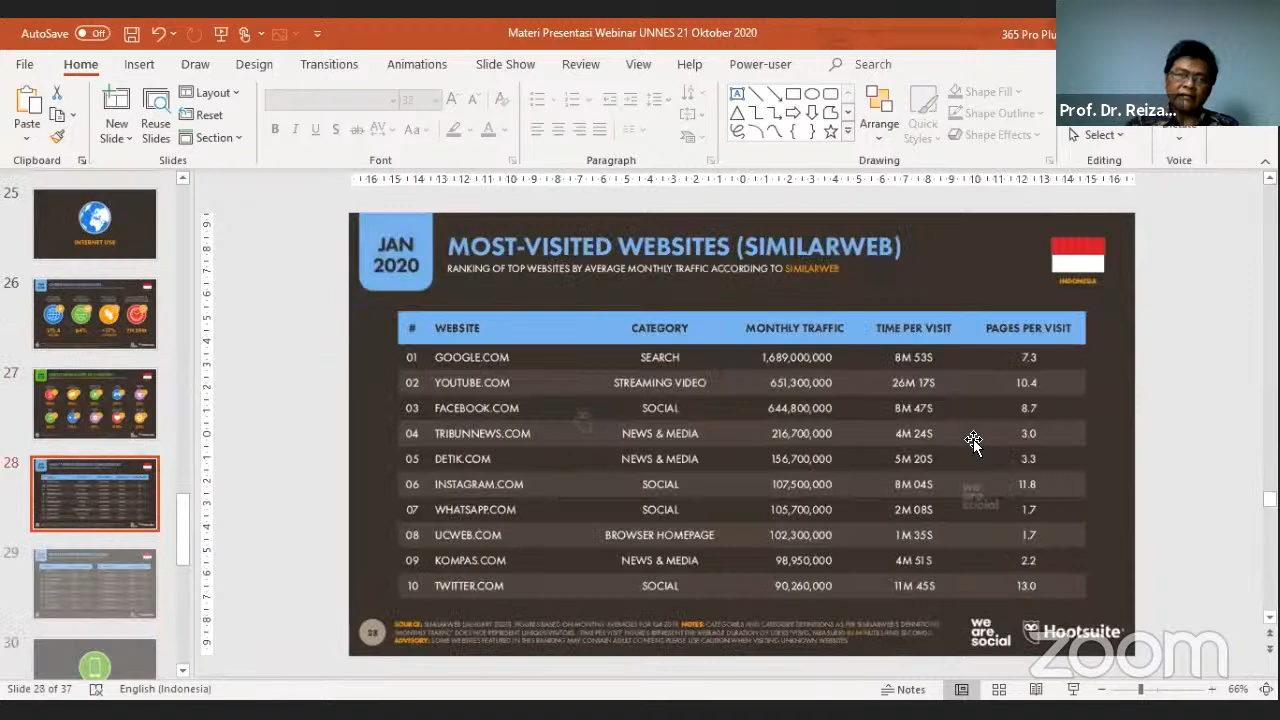 AutoSave Off
Materi Presentasi Webinar UNNES 21 Oktober 2020
365 Pro Plu
File Home Insert Draw Design Transitions Animations Slide Show Review View Help Power-user Search
Prof. Dr. Reiza...
Paste
New Slide
Reuse Slides
Layout
Reset
Section
32
Arrange
Quick Styles
Shape Fill
Shape Outline
Shape Effects
Select
Clipboard Slides Font Paragraph Drawing Editing Voice
25
INTERNET USE
26
27
28
29
30
JAN 2020
MOST-VISITED WEBSITES (SIMILARWEB)
RANKING OF TOP WEBSITES BY AVERAGE MONTHLY TRAFFIC ACCORDING TO SIMILARWEB
INDONESIA
# WEBSITE CATEGORY MONTHLY TRAFFIC TIME PER VISIT PAGES PER VISIT
01 GOOGLE.COM SEARCH 1,689,000,000 8M 53S 7.3
02 YOUTUBE.COM STREAMING VIDEO 651,300,000 26M 17S 10.4
03 FACEBOOK.COM SOCIAL 644,800,000 8M 47S 8.7
04 TRIBUNNEWS.COM NEWS & MEDIA 216,700,000 4M 24S 3.0
05 DETIK.COM NEWS & MEDIA 156,700,000 5M 20S 3.3
06 INSTAGRAM.COM SOCIAL 107,500,000 8M 04S 11.8
07 WHATSAPP.COM SOCIAL 105,700,000 2M 08S 1.7
08 UCWEB.COM BROWSER HOMEPAGE 102,300,000 1M 35S 1.7
09 KOMPAS.COM NEWS & MEDIA 98,950,000 4M 51S 2.2
10 TWITTER.COM SOCIAL 90,260,000 11M 45S 13.0
28
we are social
Hootsuite
zoom
Slide 28 of 37
English (Indonesia)
Notes
66%